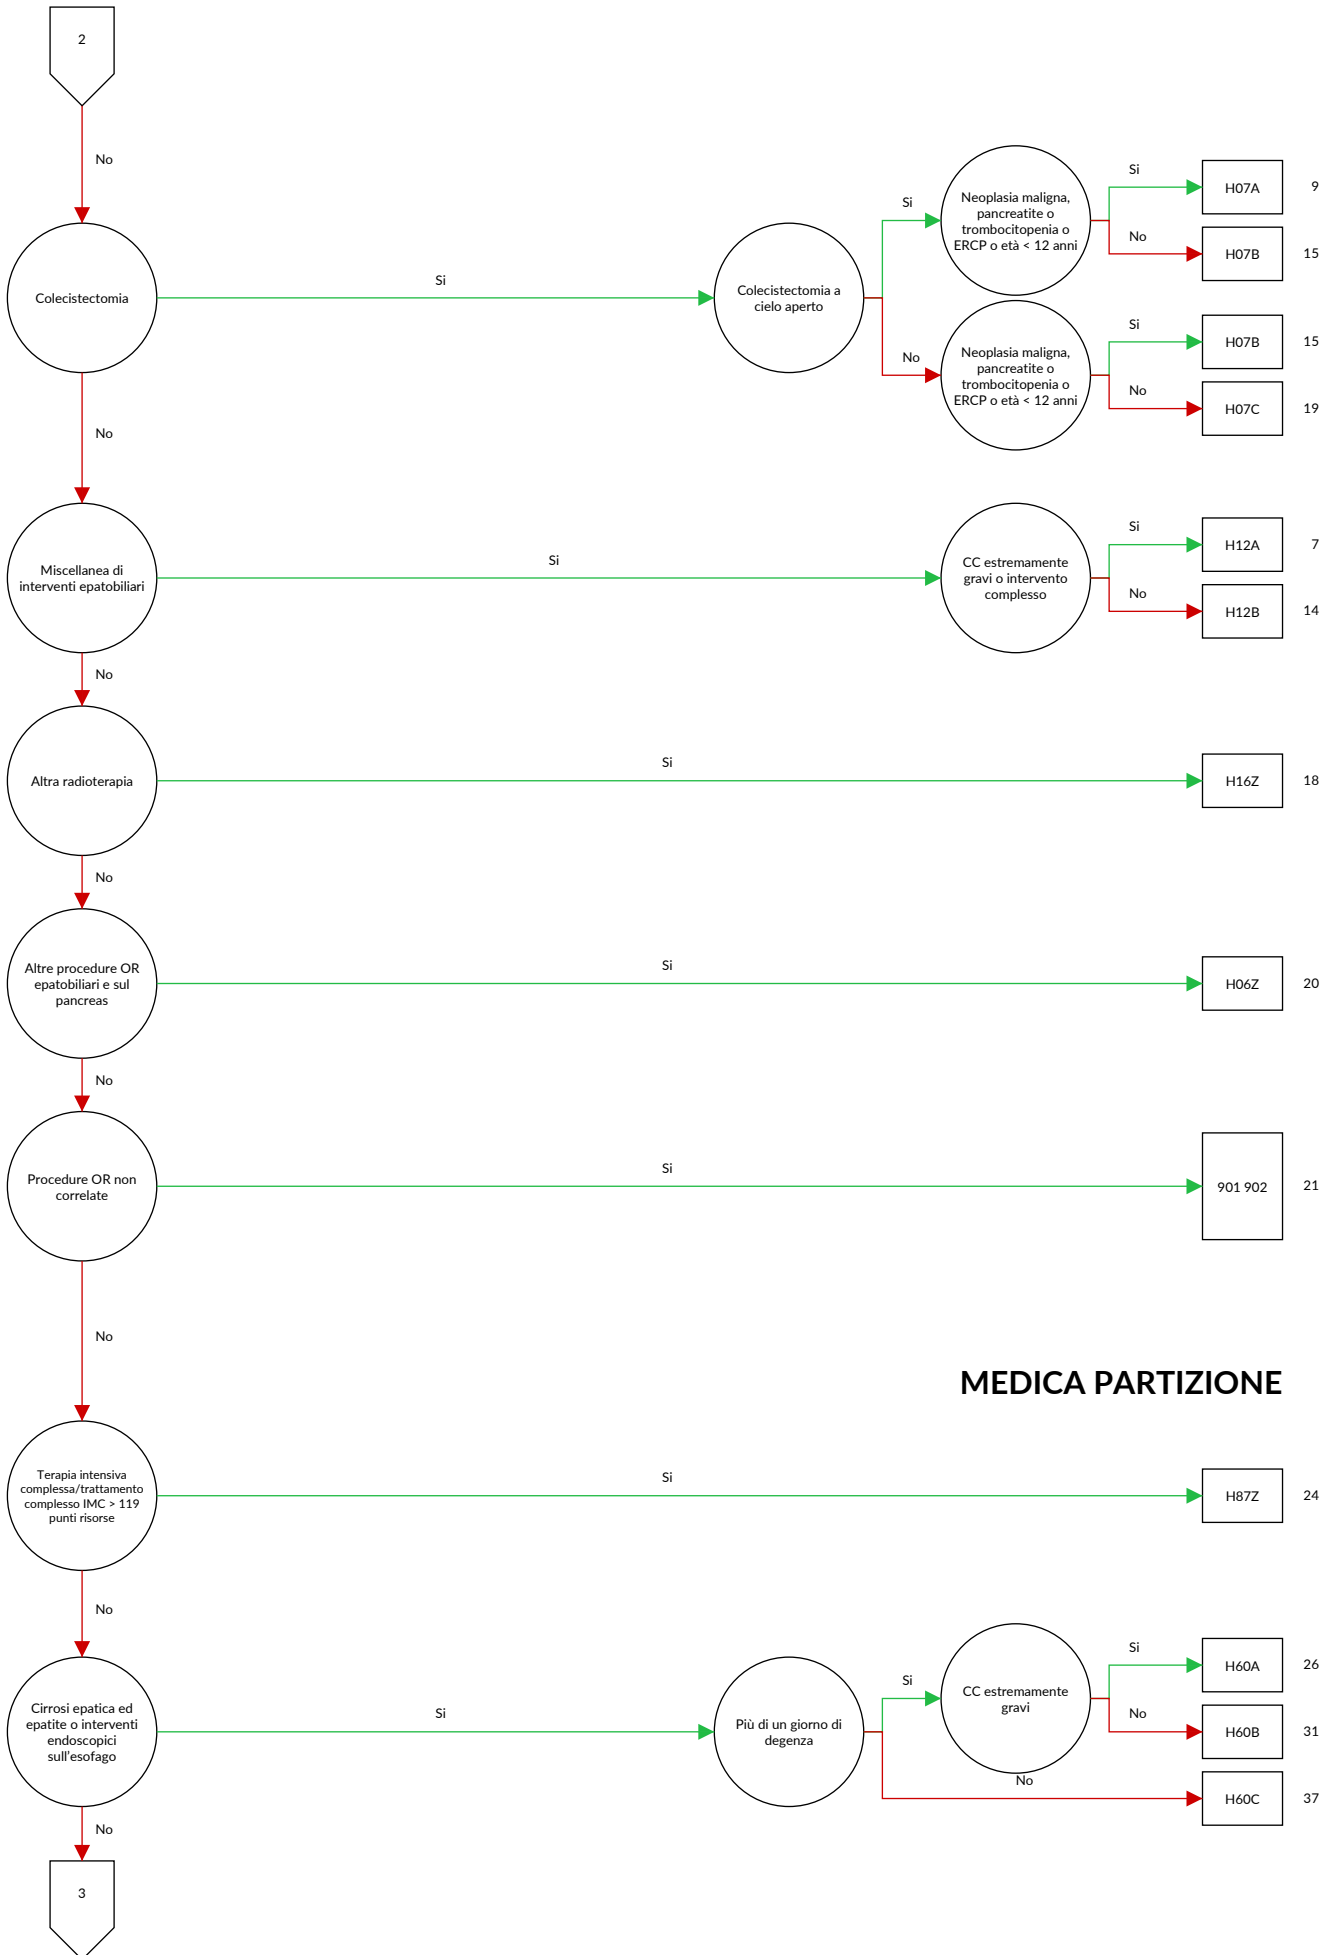 2
No
Colecistectomia
Si
Colecistectomia a
cielo aperto
Si
Neoplasia maligna,
pancreatite o
trombocitopenia o
ERCP o età < 12 anni
Si
H07A
9
No
H07B
15
No
Neoplasia maligna,
pancreatite o
trombocitopenia o
ERCP o età < 12 anni
Si
H07B
15
No
H07C
19
No
Miscellanea di
interventi epatobiliari
Si
CC estremamente
gravi o intervento
complesso
Si
H12A
7
No
H12B
14
No
Altra radioterapia
Si
H16Z
18
No
Altre procedure OR
epatobiliari e sul
pancreas
Si
H06Z
20
No
Procedure OR non
correlate
Si
901 902
21
No
MEDICA PARTIZIONE
Terapia intensiva
complessa/trattamento
complesso IMC > 119
punti risorse
Si
H87Z
24
No
Cirrosi epatica ed
epatite o interventi
endoscopici
sull'esofago
Si
Più di un giorno di
degenza
Si
CC estremamente
gravi
Si
H60A
26
No
H60B
31
No
H60C
37
No
3